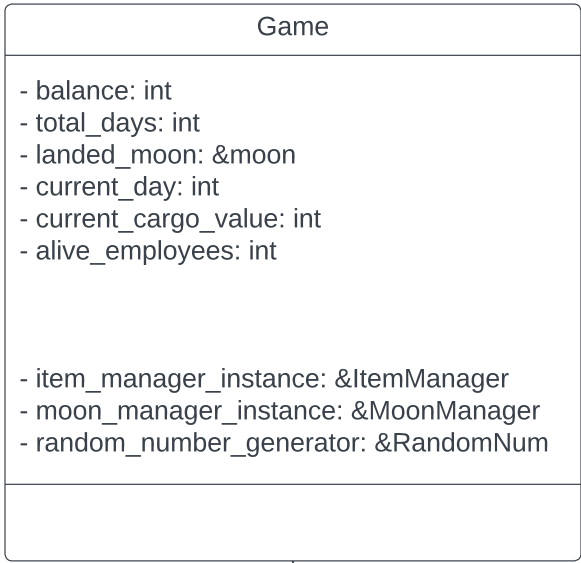 Game
- balance: int
- total_days: int
- landed_moon: &moon
- current_day: int
- current_cargo_value: int
- alive_employees: int
- item_manager_instance: &ItemManager
- moon_manager_instance: &MoonManager
- random_number_generator: &RandomNum